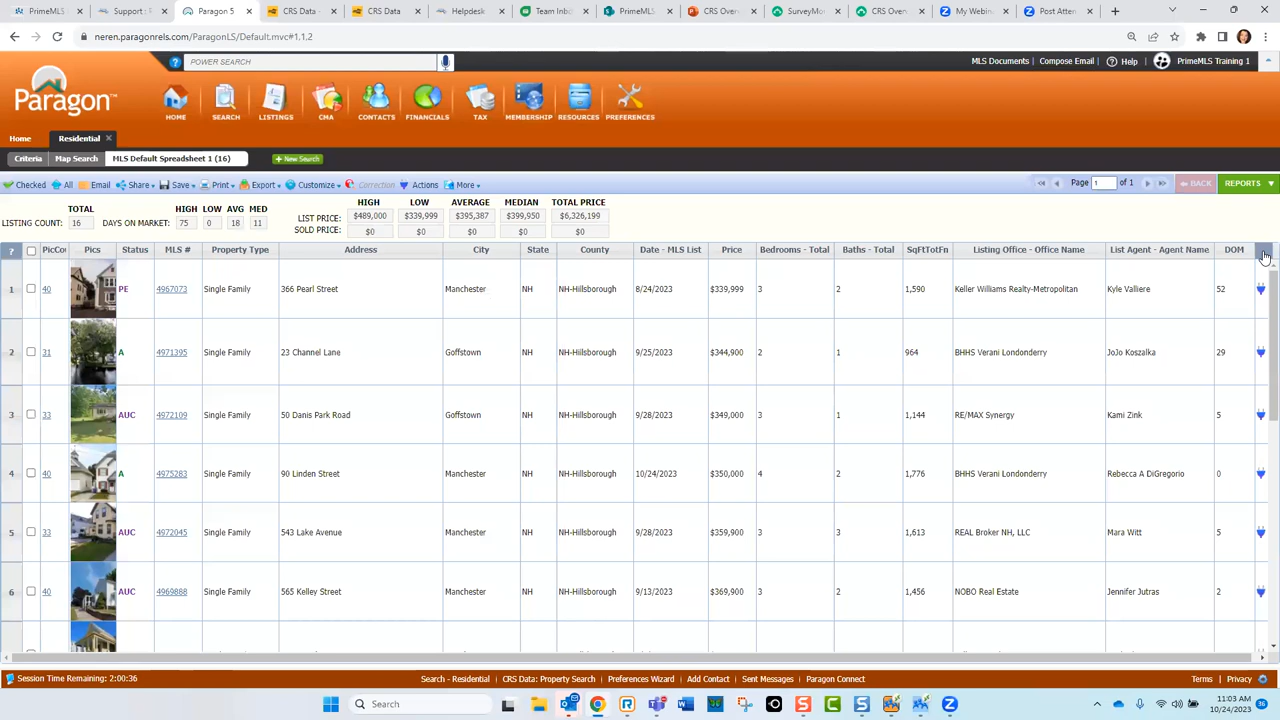 PrimeMLS
Support - F
Paragon 5
CRS Data
CRS Data
Helpdesk
Team Inb
PrimeMLS
CRS Over
SurveyMo
CRS Over
My Webin
Post Atten
neren.paragonrels.com/ParagonLS/Default.mvc#1.1.2
POWER SEARCH
MLS Documents
Compose Email
Help
PrimeMLS Training 1
Paragon™
HOME
SEARCH
LISTINGS
CMA
CONTACTS
FINANCIALS
TAX
MEMBERSHIP
RESOURCES
PREFERENCES
Home
Residential
Criteria
Map Search
MLS Default Spreadsheet 1 (16)
+ New Search
Checked
All
Email
Share
Save
Print
Export
Customize
Correction
Actions
More
Page 1 of 1
BACK
REPORTS
TOTAL HIGH LOW AVG MED
LISTING COUNT: 16 DAYS ON MARKET: 75 0 18 11
HIGH LOW AVERAGE MEDIAN TOTAL PRICE
LIST PRICE: $489,000 $339,999 $395,387 $399,950 $6,326,199
SOLD PRICE: $0 $0 $0 $0 $0
? PicCou Pics Status MLS # Property Type Address City State County Date - MLS List Price Bedrooms - Total Baths - Total SqFtTotFn Listing Office - Office Name List Agent - Agent Name DOM
1 40 PE 4967073 Single Family 366 Pearl Street Manchester NH NH-Hillsborough 8/24/2023 $339,999 3 2 1,590 Keller Williams Realty-Metropolitan Kyle Valliere 52
2 31 A 4971395 Single Family 23 Channel Lane Goffstown NH NH-Hillsborough 9/25/2023 $344,900 2 1 964 BHHS Verani Londonderry JoJo Koszalka 29
3 33 AUC 4972109 Single Family 50 Danis Park Road Goffstown NH NH-Hillsborough 9/28/2023 $349,000 3 1 1,144 RE/MAX Synergy Kami Zink 5
4 40 A 4975283 Single Family 90 Linden Street Manchester NH NH-Hillsborough 10/24/2023 $350,000 4 2 1,776 BHHS Verani Londonderry Rebecca A DiGregorio 0
5 33 AUC 4972045 Single Family 543 Lake Avenue Manchester NH NH-Hillsborough 9/28/2023 $359,900 3 3 1,613 REAL Broker NH, LLC Mara Witt 5
6 40 AUC 4969888 Single Family 565 Kelley Street Manchester NH NH-Hillsborough 9/13/2023 $369,900 3 2 1,456 NOBO Real Estate Jennifer Jutras 2
Session Time Remaining: 2:00:36
Search - Residential
CRS Data: Property Search
Preferences Wizard
Add Contact
Sent Messages
Paragon Connect
Terms
Privacy
Search
11:03 AM
10/24/2023
36